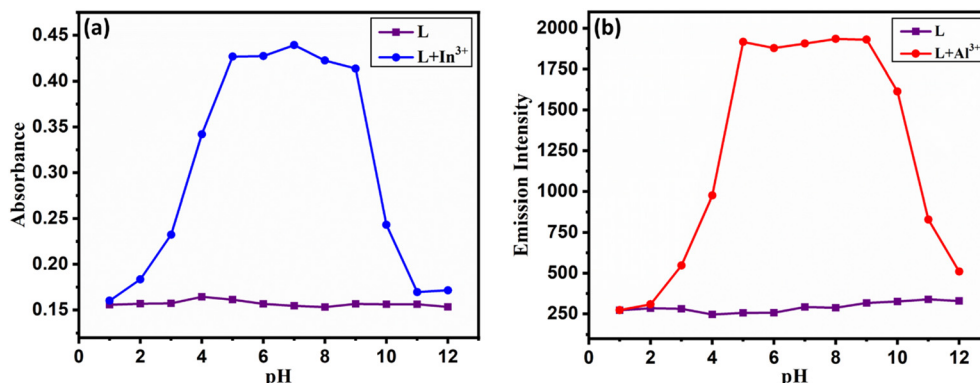 (a)
L
L+In³⁺
0.45
0.40
0.35
0.30
0.25
0.20
0.15
Absorbance
0 2 4 6 8 10 12
pH
(b)
L
L+Al³⁺
2000
1750
1500
1250
1000
750
500
250
Emission Intensity
0 2 4 6 8 10 12
pH